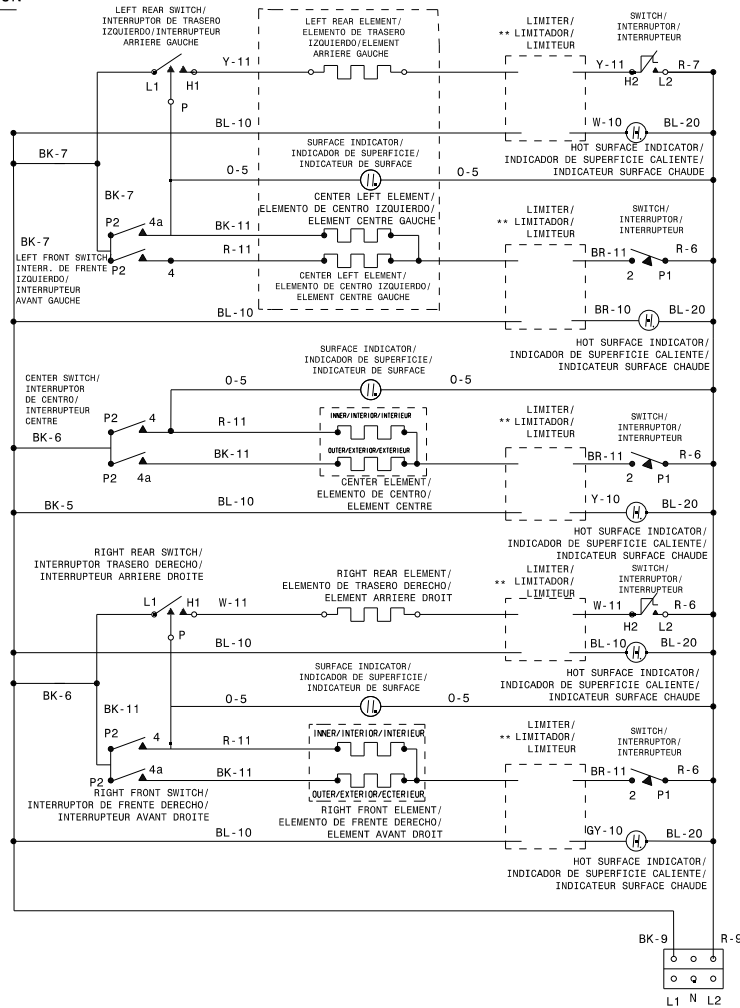 LEFT REAR SWITCH/
INTERRUPTOR DE TRASERO
IZQUIERDO/INTERRUPTEUR
ARRIERE GAUCHE
LEFT REAR ELEMENT/
ELEMENTO DE TRASERO
IZQUIERDO/ELEMENT
ARRIERE GAUCHE
LIMITER/
** LIMITADOR/
LIMITEUR
SWITCH/
INTERRUPTOR/
INTERRUPTEUR
Y-11
Y-11
R-7
L1
H1
H2
L2
P
BL-10
W-10
BL-20
BK-7
SURFACE INDICATOR/
INDICADOR DE SUPERFICIE/
INDICATEUR DE SURFACE
HOT SURFACE INDICATOR/
INDICADOR DE SUPERFICIE CALIENTE/
INDICATEUR SURFACE CHAUDE
O-5
O-5
BK-7
CENTER LEFT ELEMENT/
ELEMENTO DE CENTRO IZQUIERDO/
ELEMENT CENTRE GAUCHE
LIMITER/
** LIMITADOR/
LIMITEUR
SWITCH/
INTERRUPTOR/
INTERRUPTEUR
P2
4a
BK-11
BK-7
R-11
BR-11
R-6
LEFT FRONT SWITCH
INTERR. DE FRENTE
IZQUIERDO/
INTERRUPTEUR
AVANT GAUCHE
P2
4
2
P1
CENTER LEFT ELEMENT/
ELEMENTO DE CENTRO IZQUIERDO/
ELEMENT CENTRE GAUCHE
BL-10
BR-10
BL-20
HOT SURFACE INDICATOR/
INDICADOR DE SUPERFICIE CALIENTE/
INDICATEUR SURFACE CHAUDE
SURFACE INDICATOR/
INDICADOR DE SUPERFICIE/
INDICATEUR DE SURFACE
CENTER SWITCH/
INTERRUPTOR
DE CENTRO/
INTERRUPTEUR
CENTRE
O-5
O-5
LIMITER/
** LIMITADOR/
LIMITEUR
SWITCH/
INTERRUPTOR/
INTERRUPTEUR
P2
4
R-11
INNER/INTERIOR/INTERIEUR
BK-6
BK-11
OUTER/EXTERIOR/EXTERIEUR
BR-11
R-6
P2
4a
2
P1
CENTER ELEMENT/
ELEMENTO DE CENTRO/
ELEMENT CENTRE
BK-5
BL-10
Y-10
BL-20
HOT SURFACE INDICATOR/
INDICADOR DE SUPERFICIE CALIENTE/
INDICATEUR SURFACE CHAUDE
RIGHT REAR SWITCH/
INTERRUPTOR TRASERO DERECHO/
INTERRUPTEUR ARRIERE DROITE
RIGHT REAR ELEMENT/
ELEMENTO DE TRASERO DERECHO/
ELEMENT ARRIERE DROIT
LIMITER/
** LIMITADOR/
LIMITEUR
SWITCH/
INTERRUPTOR/
INTERRUPTEUR
L1
H1
W-11
W-11
R-6
H2
L2
P
BL-10
BL-10
BL-20
SURFACE INDICATOR/
INDICADOR DE SUPERFICIE/
INDICATEUR DE SURFACE
HOT SURFACE INDICATOR/
INDICADOR DE SUPERFICIE CALIENTE/
INDICATEUR SURFACE CHAUDE
BK-6
O-5
O-5
BK-11
LIMITER/
** LIMITADOR/
LIMITEUR
SWITCH/
INTERRUPTOR/
INTERRUPTEUR
P2
4
R-11
INNER/INTERIOR/INTERIEUR
P2
4a
BK-11
BR-11
R-6
OUTER/EXTERIOR/ECTERIEUR
2
P1
RIGHT FRONT SWITCH/
INTERRUPTOR DE FRENTE DERECHO/
INTERRUPTEUR AVANT DROITE
RIGHT FRONT ELEMENT/
ELEMENTO DE FRENTE DERECHO/
ELEMENT AVANT DROIT
BL-10
GY-10
BL-20
HOT SURFACE INDICATOR/
INDICADOR DE SUPERFICIE CALIENTE/
INDICATEUR SURFACE CHAUDE
BK-9
R-9
L1
N
L2